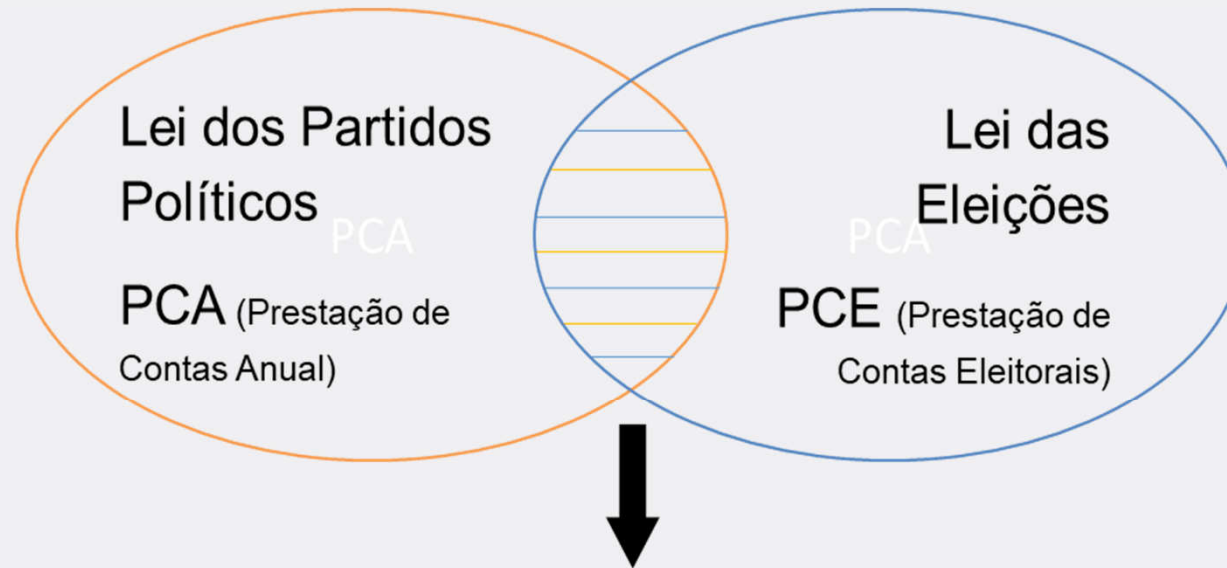 Lei dos Partidos
Políticos
PCA
PCA (Prestação de
Contas Anual)
Lei das
Eleições
PCA
PCE (Prestação de
Contas Eleitorais)